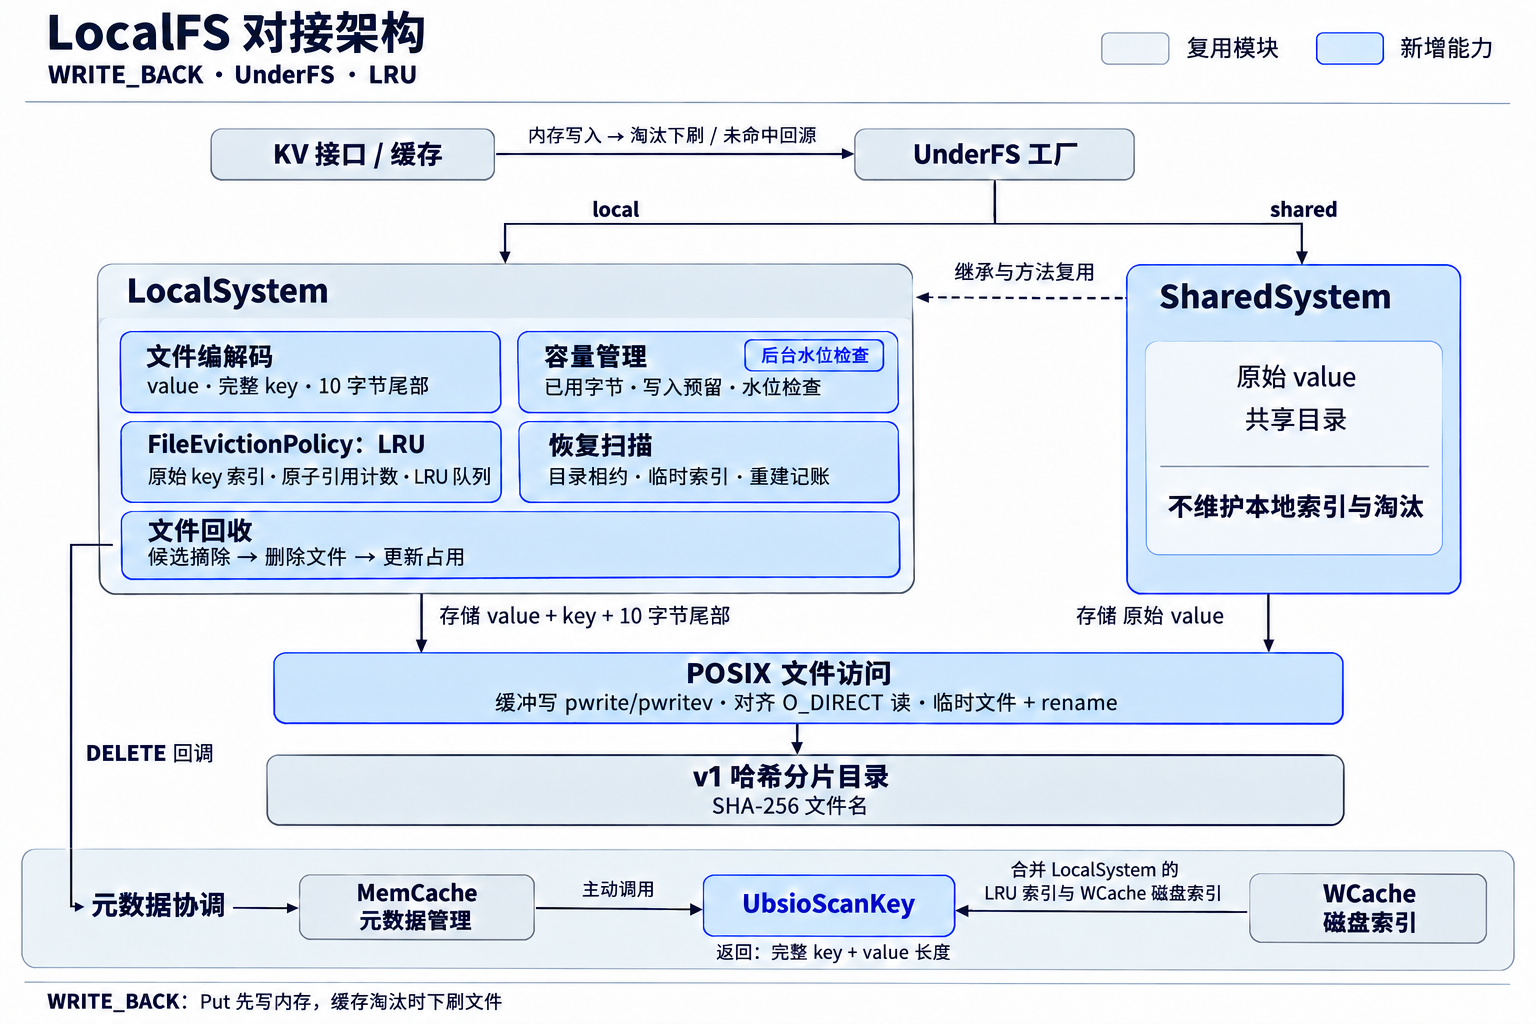 LocalFS 对接架构
WRITE_BACK · UnderFS · LRU
复用模块
新增能力
KV 接口 / 缓存
内存写入 → 淘汰下刷 / 未命中回源
UnderFS 工厂
local
shared
LocalSystem
继承与方法复用
SharedSystem
文件编解码
value · 完整 key · 10 字节尾部
容量管理
后台水位检查
已用字节 · 写入预留 · 水位检查
原始 value
共享目录
FileEvictionPolicy：LRU
原始 key 索引 · 原子引用计数 · LRU 队列
恢复扫描
目录相约 · 临时索引 · 重建记账
不维护本地索引与淘汰
文件回收
候选摘除 → 删除文件 → 更新占用
存储 value + key + 10 字节尾部
存储 原始 value
POSIX 文件访问
缓冲写 pwrite/pwritev · 对齐 O_DIRECT 读 · 临时文件 + rename
DELETE 回调
v1 哈希分片目录
SHA-256 文件名
元数据协调
MemCache
元数据管理
主动调用
UbsioScanKey
返回：完整 key + value 长度
合并 LocalSystem 的
LRU 索引与 WCache 磁盘索引
WCache
磁盘索引
WRITE_BACK：Put 先写内存，缓存淘汰时下刷文件